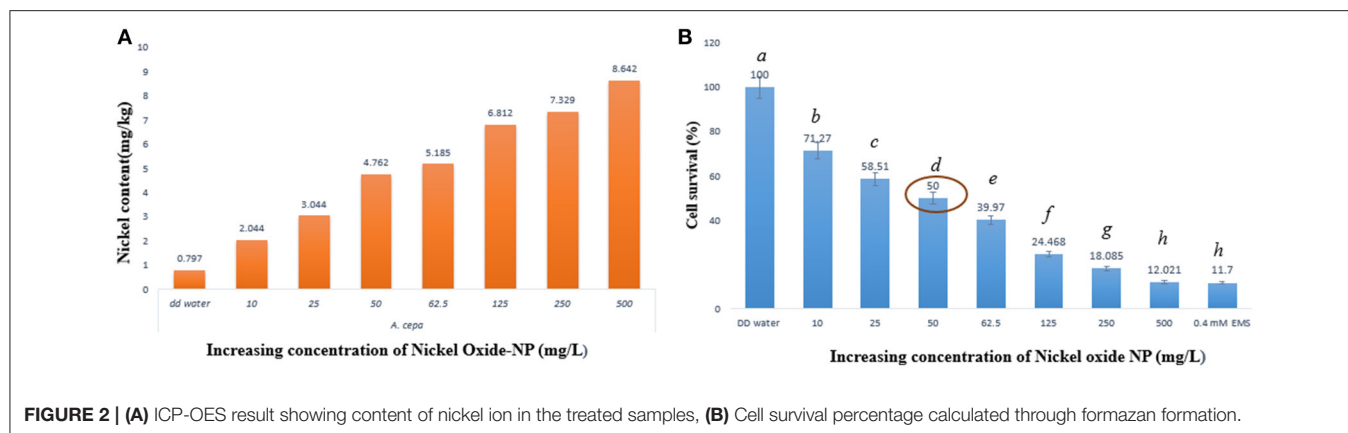 A
Nickel content(mg/kg)
10
9
8
7
6
5
4
3
2
1
0
0.797
2.044
3.044
4.762
5.185
6.812
7.329
8.642
dd water 10 25 50 62.5 125 250 500
A. cepa
Increasing concentration of Nickel Oxide-NP (mg/L)
B
Cell survival (%)
120
100
80
60
40
20
0
a
100
b
71.27
c
58.51
d
50
e
39.97
f
24.468
g
18.085
h
12.021
h
11.7
DD water 10 25 50 62.5 125 250 500 0.4 mM EMS
Increasing concentration of Nickel oxide NP (mg/L)
FIGURE 2 | (A) ICP-OES result showing content of nickel ion in the treated samples, (B) Cell survival percentage calculated through formazan formation.